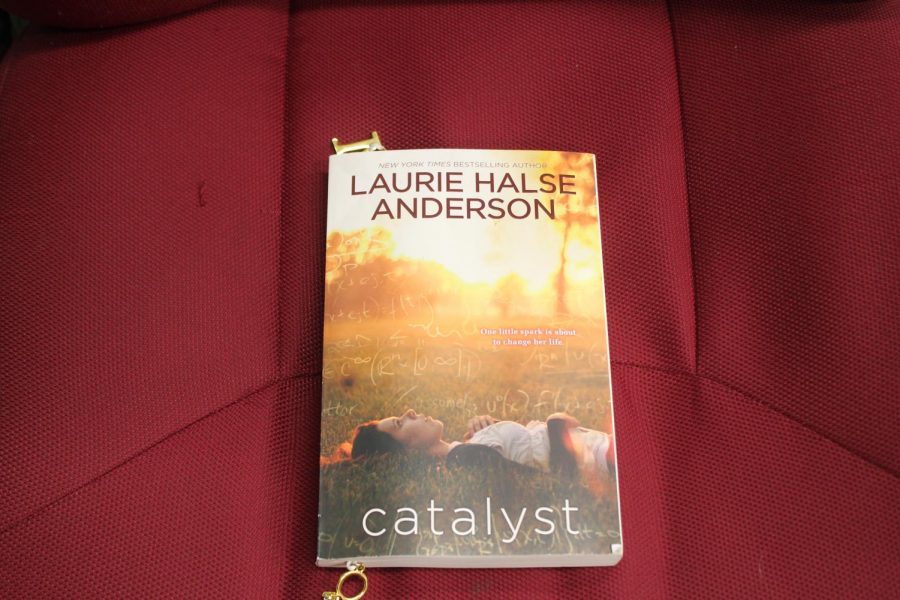 NEW YORK TIMES BESTSELLING AUTHOR
LAURIE HALSE
ANDERSON
One little spark is about
to change her life.
catalyst